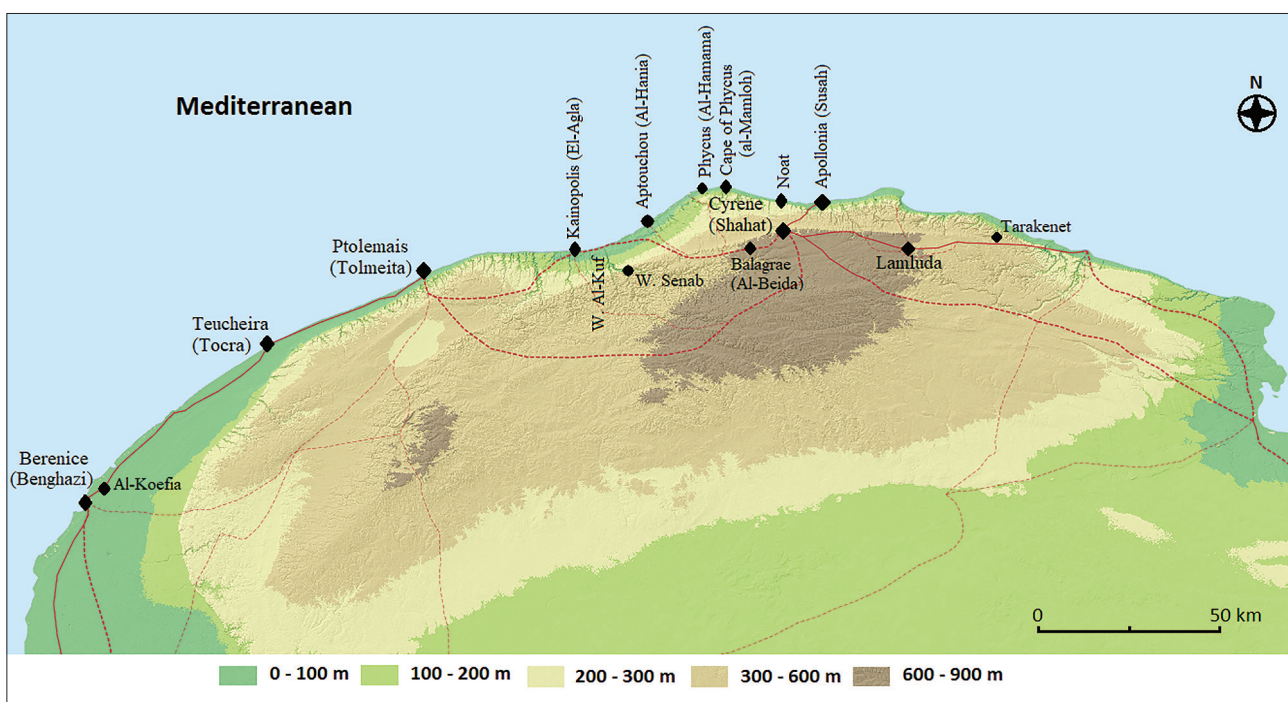 Mediterranean
N
Kainopolis (El-Agla)
Aptouchou (Al-Hania)
Phycus (Al-Hamama)
Cape of Phycus
(al-Mamloh)
Noat
Apollonia (Susah)
Cyrene
(Shahat)
Tarakenet
Ptolemais
(Tolmeita)
W. Al-Kuf
W. Senab
Balagrae
(Al-Beida)
Lamluda
Teucheira
(Tocra)
Berenice
(Benghazi)
Al-Koefia
0 50 km
0 - 100 m 100 - 200 m 200 - 300 m 300 - 600 m 600 - 900 m